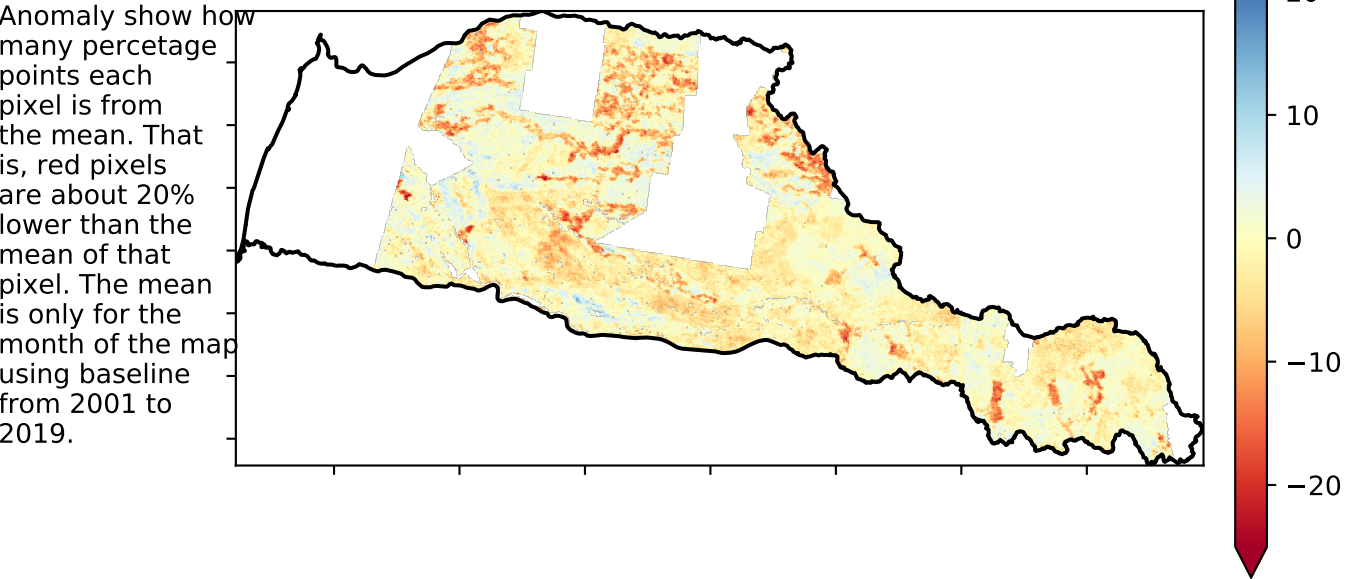 Anomaly show how
many percetage
points each
pixel is from
the mean. That
is, red pixels
are about 20%
lower than the
mean of that
pixel. The mean
is only for the
month of the map
using baseline
from 2001 to
2019.
10
0
−10
−20